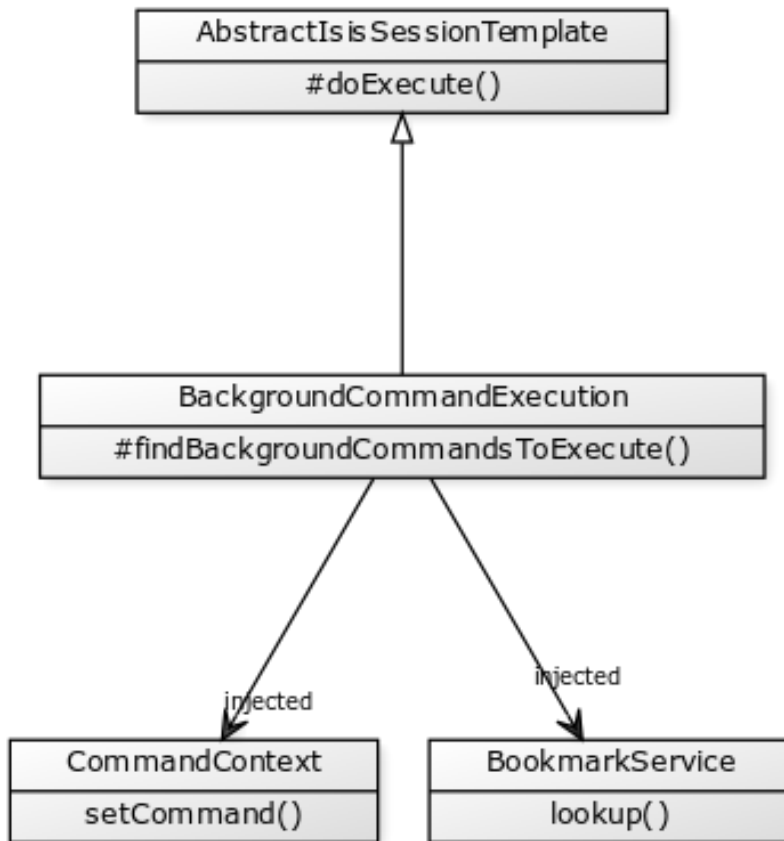 AbstractIsisSessionTemplate
#doExecute()
BackgroundCommandExecution
#findBackgroundCommandsToExecute()
injected
injected
CommandContext
setCommand()
BookmarkService
lookup()